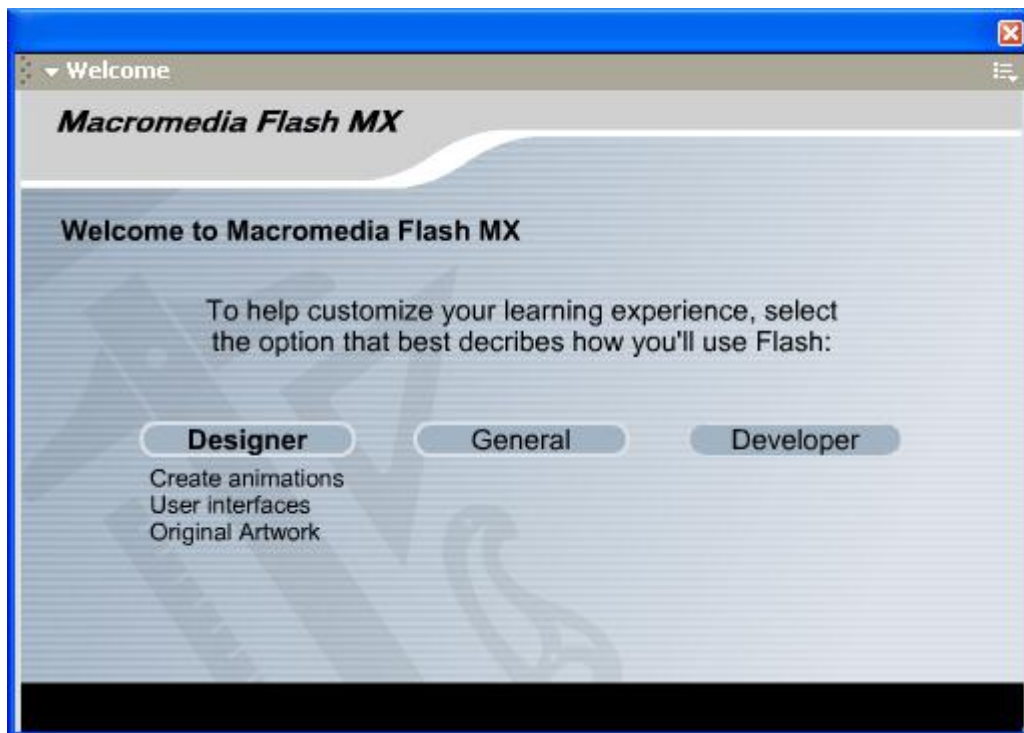 Welcome
Macromedia Flash MX
Welcome to Macromedia Flash MX
To help customize your learning experience, select
the option that best decribes how you'll use Flash:
Designer General Developer
Create animations
User interfaces
Original Artwork